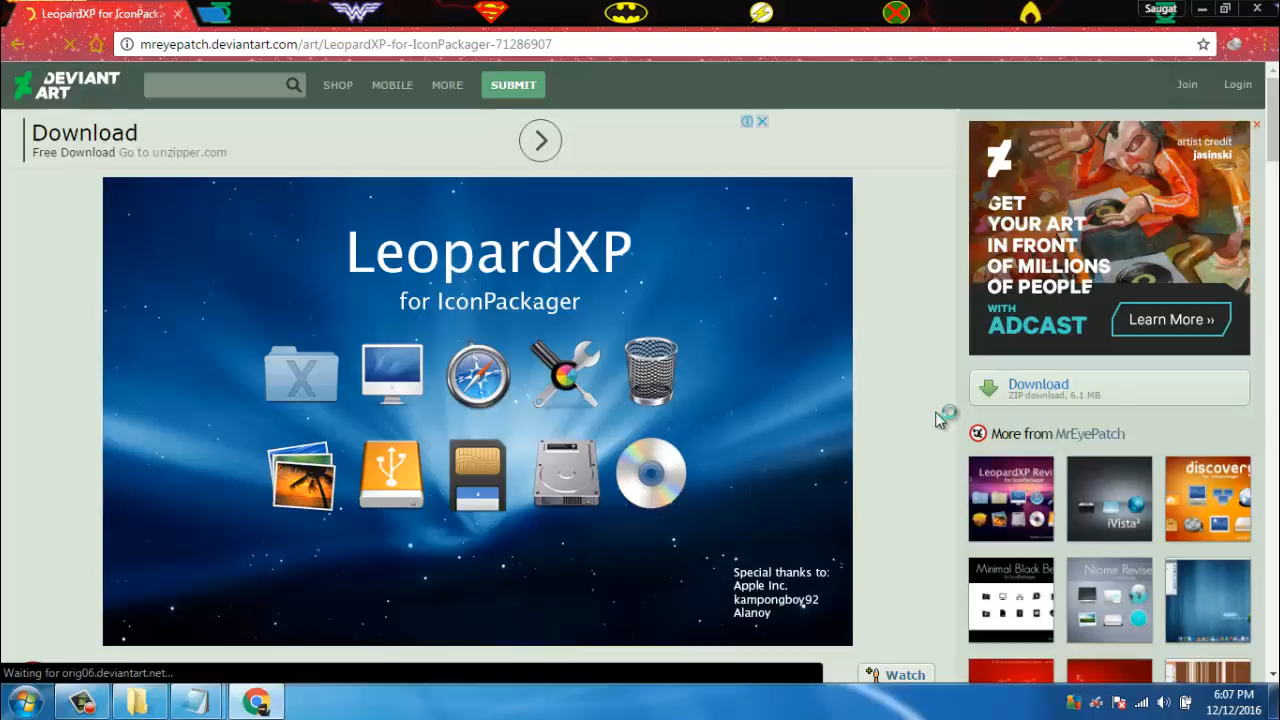 LeopardXP for IconPack
Saugat
mreyepatch.deviantart.com/art/LeopardXP-for-IconPackager-71286907
DEVIANT
ART
SHOP
MOBILE
MORE
SUBMIT
Join
Login
Download
Free Download Go to unzipper.com
LeopardXP
for IconPackager
X
Special thanks to:
Apple Inc.
kampongboy92
Alanoy
artist credit
jasinski
GET
YOUR ART
IN FRONT
OF MILLIONS
OF PEOPLE
WITH
ADCAST
Learn More ››
Download
ZIP download, 6.1 MB
More from MrEyePatch
LeopardXP Revi
for IconPackager
iVista²
discovery
Minimal Black Be
Niome Revise
Watch
Waiting for orig06.deviantart.net...
6:07 PM
12/12/2016